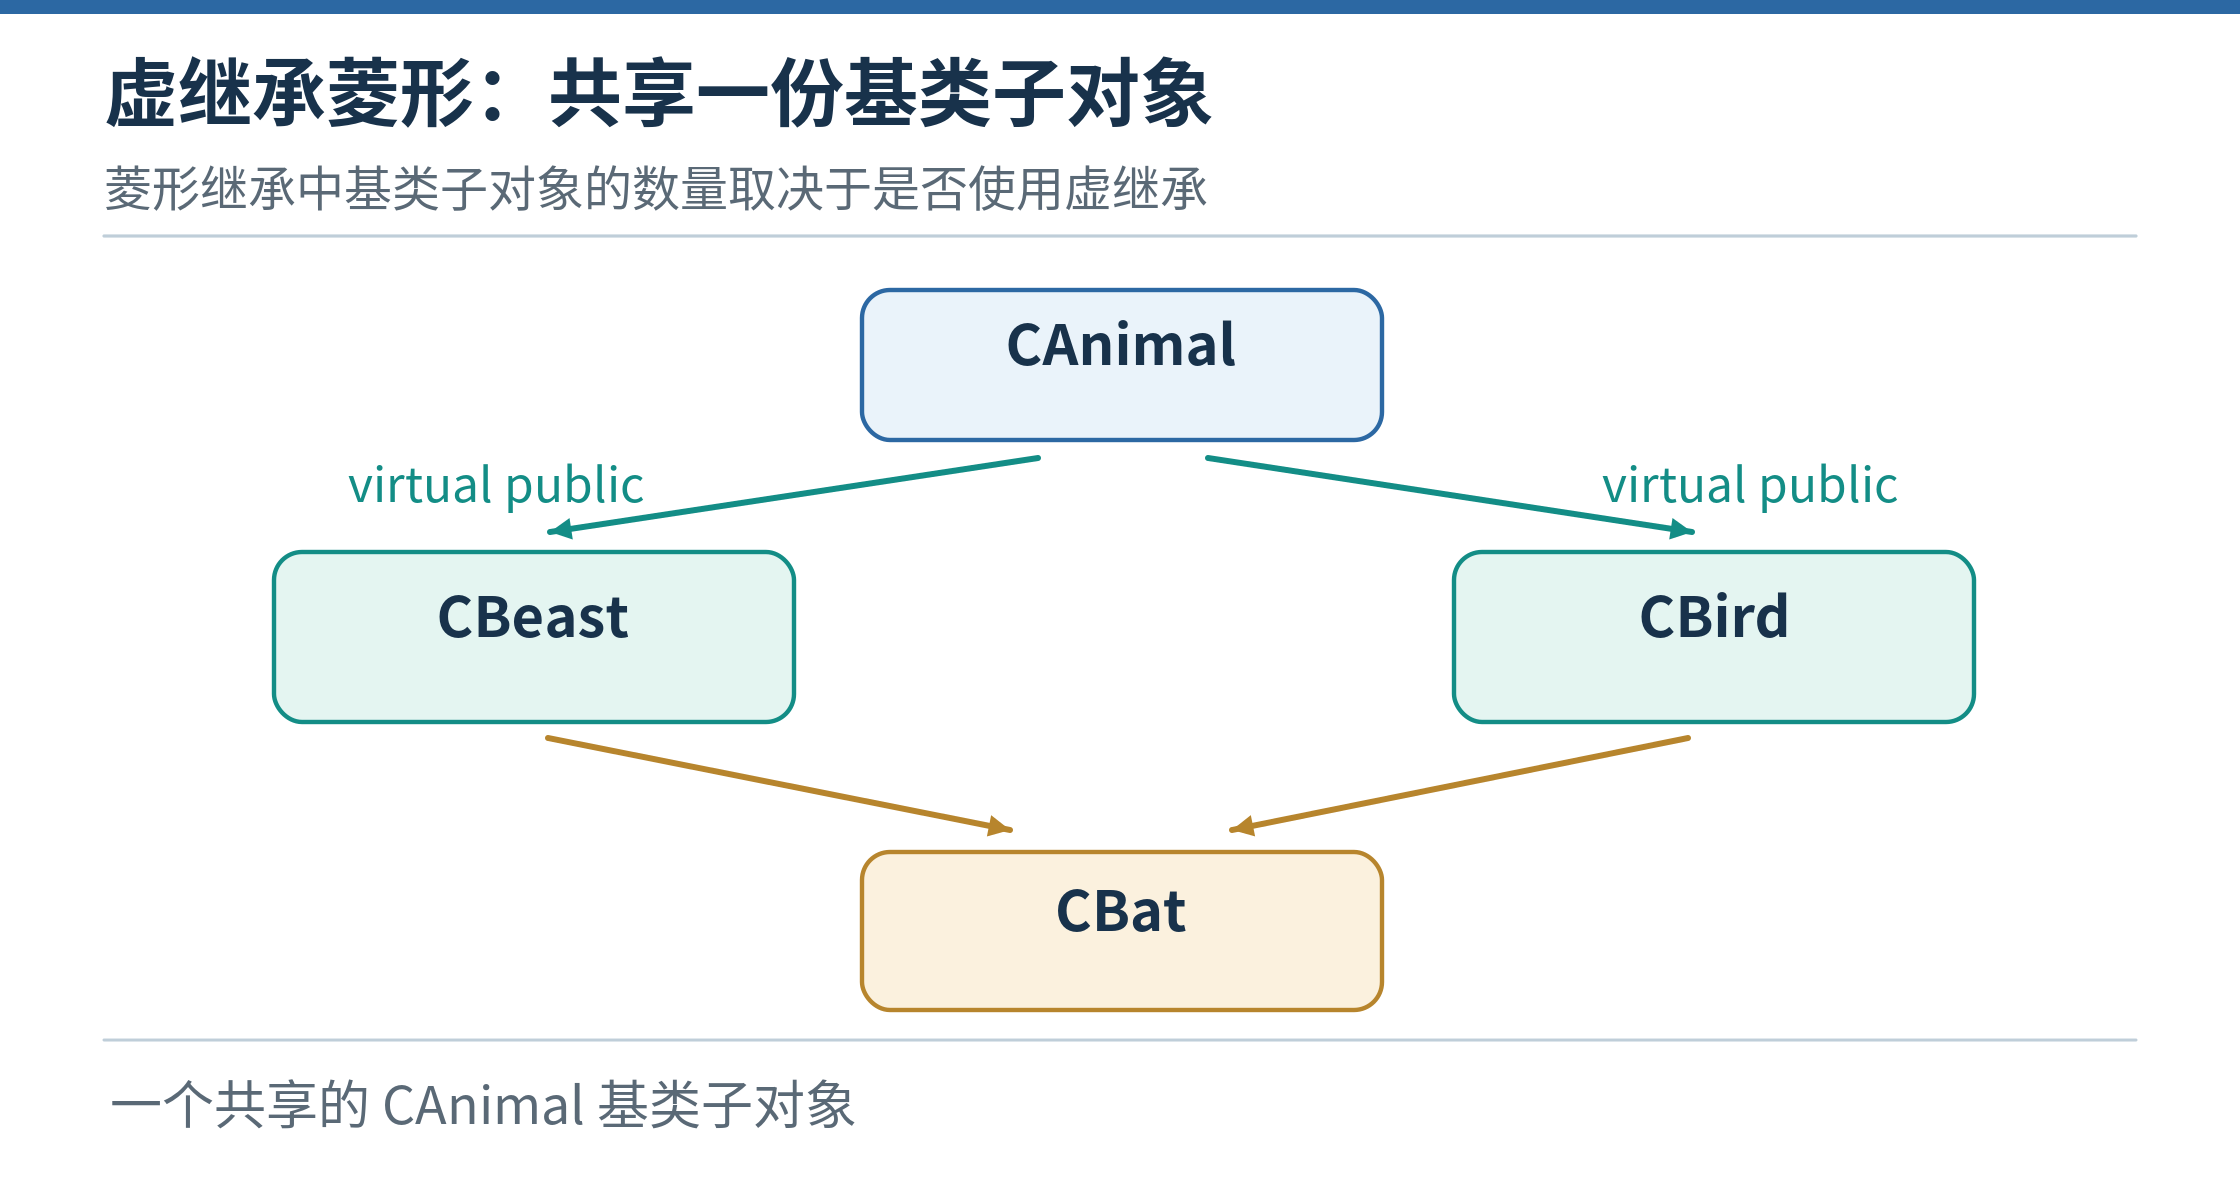 虚继承菱形：共享一份基类子对象
菱形继承中基类子对象的数量取决于是否使用虚继承
CAnimal
virtual public
virtual public
CBeast
CBird
CBat
一个共享的 CAnimal 基类子对象